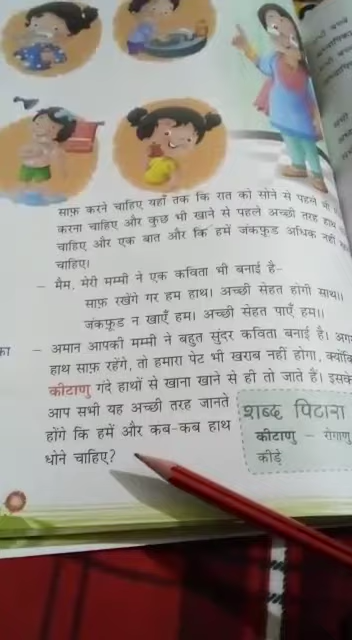 साफ़ करने चाहिए यहाँ तक कि रात को सोने से पहले भी
करना चाहिए और कुछ भी खाने से पहले अच्छी तरह हाथ
चाहिए और एक बात और कि हमें जंकफ़ूड अधिक नहीं
चाहिए।
– मैम, मेरी मम्मी ने एक कविता भी बनाई है–
साफ़ रखेंगे गर हम हाथ। अच्छी सेहत होगी साथ।।
जंकफ़ूड न खाएँ हम। अच्छी सेहत पाएँ हम।।
– अमान आपकी मम्मी ने बहुत सुंदर कविता बनाई है। अगर
हाथ साफ़ रहेंगे, तो हमारा पेट भी खराब नहीं होगा, क्योंकि
कीटाणु गंदे हाथों से खाना खाने से ही तो जाते हैं। इसके
आप सभी यह अच्छी तरह जानते
होंगे कि हमें और कब-कब हाथ
धोने चाहिए?
शब्द पिटारा
कीटाणु – रोगाणु
कीड़े